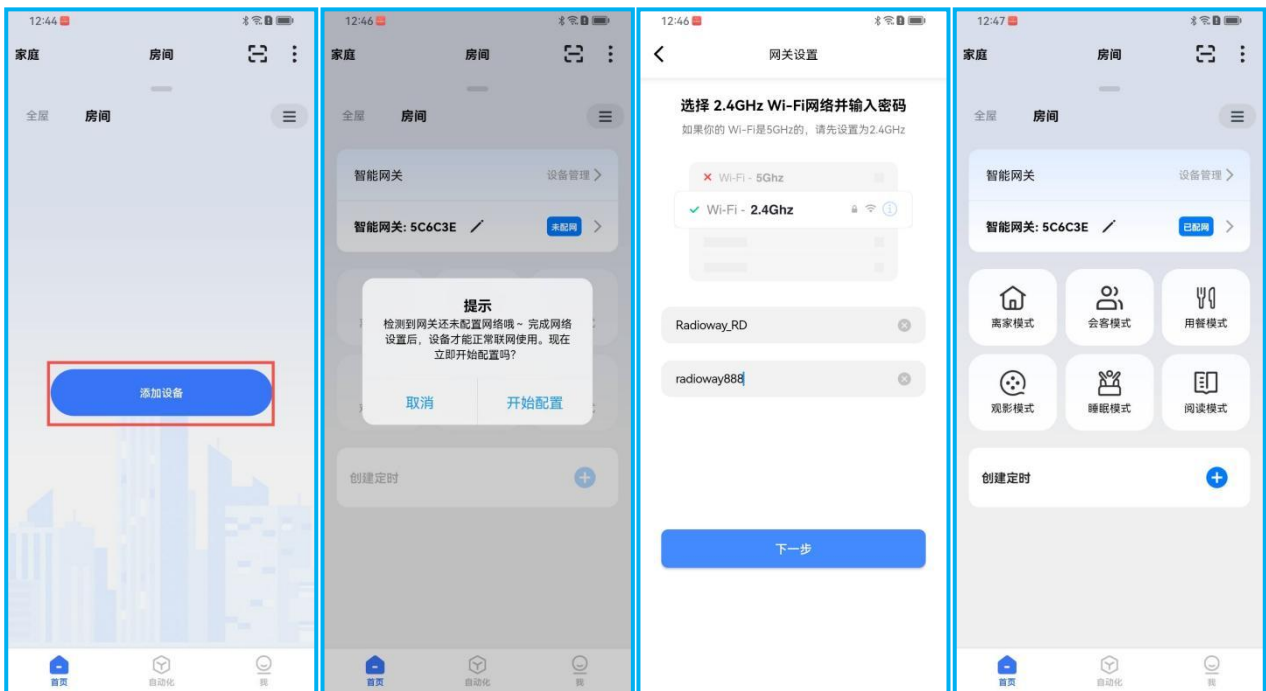 12:44
家庭
房间
全屋
房间
添加设备
首页
自动化
我
12:46
家庭
房间
全屋
房间
智能网关
设备管理
智能网关: 5C6C3E
未配网
提示
检测到网关还未配置网络哦~ 完成网络
设置后，设备才能正常联网使用。现在
立即开始配置吗?
取消
开始配置
创建定时
首页
自动化
我
12:46
网关设置
选择 2.4GHz Wi-Fi网络并输入密码
如果你的 Wi-Fi是5GHz的，请先设置为2.4GHz
Wi-Fi - 5Ghz
Wi-Fi - 2.4Ghz
Radioway_RD
radioway888
下一步
12:47
家庭
房间
全屋
房间
智能网关
设备管理
智能网关: 5C6C3E
已配网
离家模式
会客模式
用餐模式
观影模式
睡眠模式
阅读模式
创建定时
首页
自动化
我